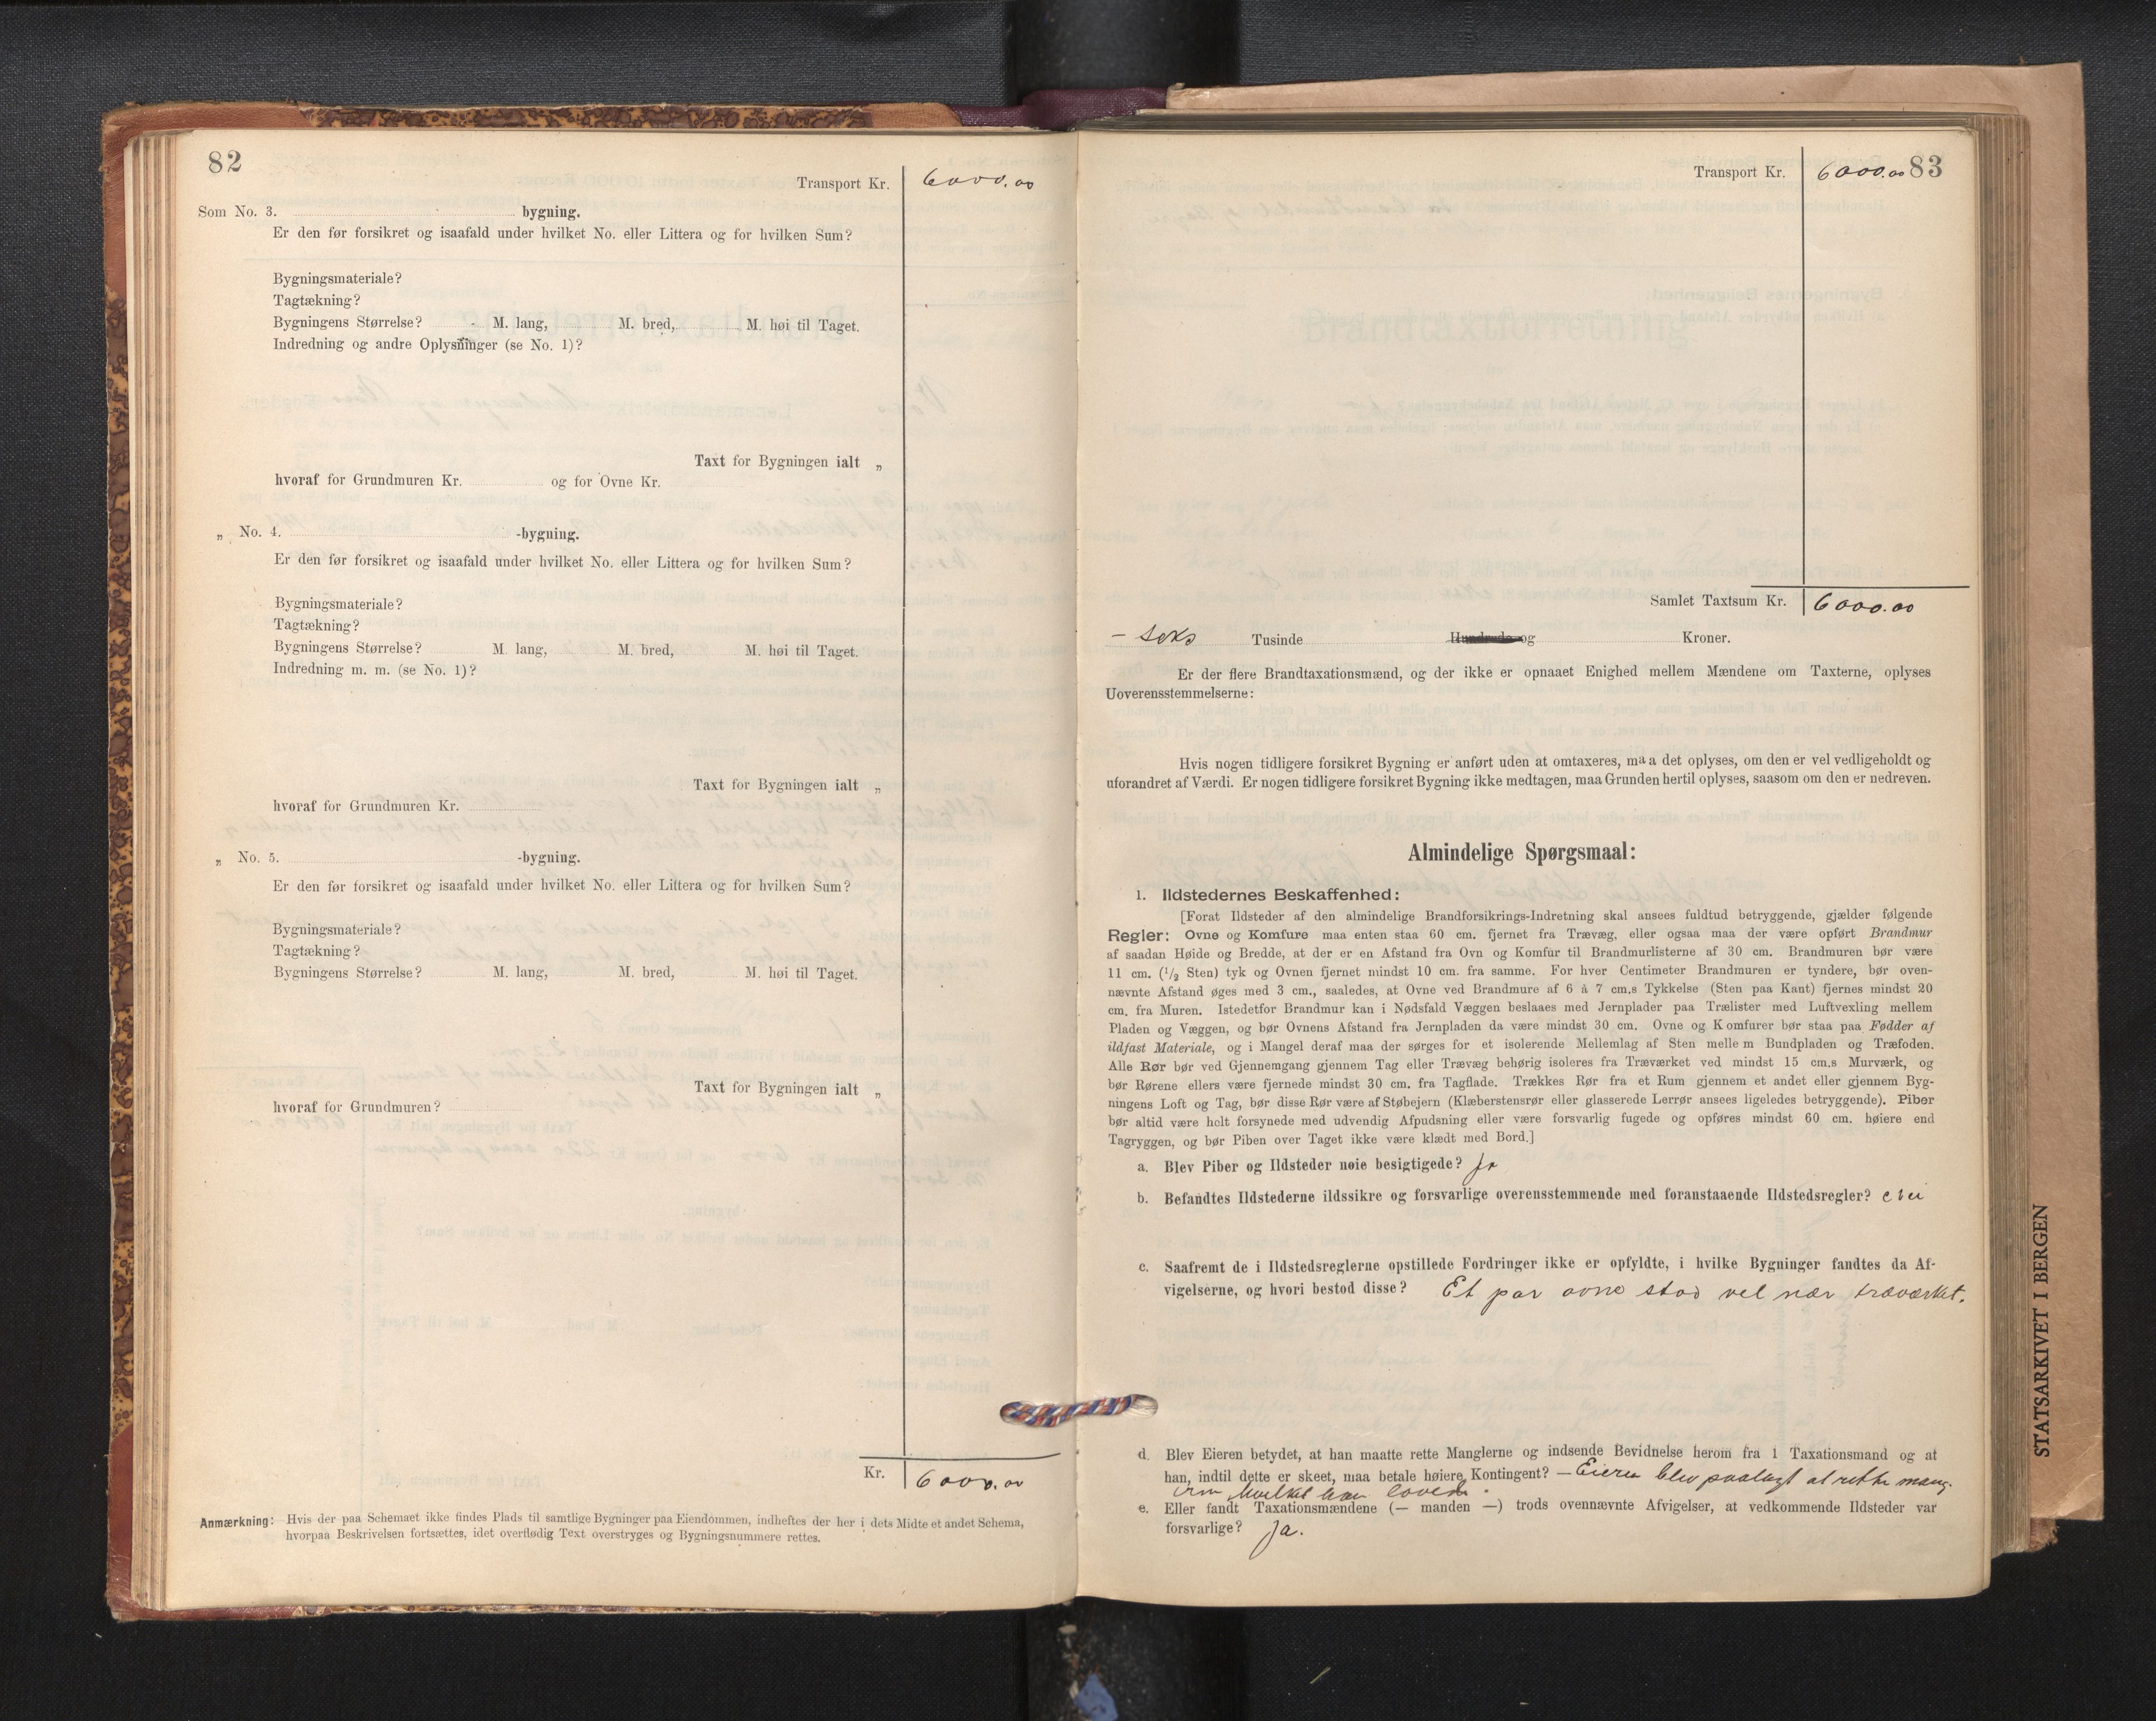 82
Transport Kr. 6000.00
Som No. 3. bygning.
Er den før forsikret og isaafald under hvilket No. eller Littera og for hvilken Sum?
Bygningsmateriale?
Tagtækning?
Bygningens Størrelse? M. lang, M. bred, M. høi til Taget.
Indredning og andre Oplysninger (se No. 1)?
Taxt for Bygningen ialt „
hvoraf for Grundmuren Kr. og for Ovne Kr.
„ No. 4. -bygning.
Er den før forsikret og isaafald under hvilket No. eller Littera og for hvilken Sum?
Bygningsmateriale?
Tagtækning?
Bygningens Størrelse? M. lang, M. bred, M. høi til Taget.
Indredning m. m. (se No. 1)?
Taxt for Bygningen ialt „
hvoraf for Grundmuren Kr.
„ No. 5. -bygning.
Er den før forsikret og isaafald under hvilket No. eller Littera og for hvilken Sum?
Bygningsmateriale?
Tagtækning?
Bygningens Størrelse? M. lang, M. bred, M. høi til Taget.
Taxt for Bygningen ialt „
hvoraf for Grundmuren?
Kr. 6000.00
Anmærkning: Hvis der paa Schemaet ikke findes Plads til samtlige Bygninger paa Eiendommen, indheftes der her i dets Midte et andet Schema,
hvorpaa Beskrivelsen fortsættes, idet overflødig Text overstryges og Bygningsnummere rettes.
Transport Kr. 6000.00 83
Samlet Taxtsum Kr. 6000.00
– seks Tusinde Hundrede og Kroner.
Er der flere Brandtaxationsmænd, og der ikke er opnaaet Enighed mellem Mændene om Taxterne, oplyses
Uoverensstemmelserne:
Hvis nogen tidligere forsikret Bygning er anført uden at omtaxeres, maa det oplyses, om den er vel vedligeholdt og
uforandret af Værdi. Er nogen tidligere forsikret Bygning ikke medtagen, maa Grunden hertil oplyses, saasom om den er nedreven.
Almindelige Spørgsmaal:
1. Ildstedernes Beskaffenhed:
[Forat Ildsteder af den almindelige Brandforsikrings-Indretning skal ansees fuldtud betryggende, gjælder følgende
Regler: Ovne og Komfure maa enten staa 60 cm. fjernet fra Trævæg, eller ogsaa maa der være opført Brandmur
af saadan Høide og Bredde, at der er en Afstand fra Ovn og Komfur til Brandmurlisterne af 30 cm. Brandmuren bør være
11 cm. (1/2 Sten) tyk og Ovnen fjernet mindst 10 cm. fra samme. For hver Centimeter Brandmuren er tyndere, bør oven-
nævnte Afstand øges med 3 cm., saaledes, at Ovne ved Brandmure af 6 à 7 cm.s Tykkelse (Sten paa Kant) fjernes mindst 20
cm. fra Muren. Istedetfor Brandmur kan i Nødsfald Væggen beslaaes med Jernplader paa Trælister med Luftvexling mellem
Pladen og Væggen, og bør Ovnens Afstand fra Jernpladen da være mindst 30 cm. Ovne og Komfurer bør staa paa Fødder af
ildfast Materiale, og i Mangel deraf maa der sørges for et isolerende Mellemlag af Sten mellem Bundpladen og Træfoden.
Alle Rør bør ved Gjennemgang gjennem Tag eller Trævæg behørig isoleres fra Træværket ved mindst 15 cm.s Murværk, og
bør Rørene ellers være fjernede mindst 30 cm. fra Tagflade. Trækkes Rør fra et Rum gjennem et andet eller gjennem Byg-
ningens Loft og Tag, bør disse Rør være af Støbejern (Klæberstensrør eller glasserede Lerrør ansees ligeledes betryggende). Piber
bør altid være helt forsynede med udvendig Afpudsning eller være forsvarlig fugede og opføres mindst 60 cm. høiere end
Tagryggen, og bør Piben over Taget ikke være klædt med Bord.]
a. Blev Piber og Ildsteder nøie besigtigede? Ja
b. Befandtes Ildstederne ildssikre og forsvarlige overensstemmende med foranstaaende Ildstedsregler? Nei
c. Saafremt de i Ildstedsreglerne opstillede Fordringer ikke er opfyldte, i hvilke Bygninger fandtes da Af-
vigelserne, og hvori bestod disse? Et par ovne stod vel nær træværket.
d. Blev Eieren betydet, at han maatte rette Manglerne og indsende Bevidnelse herom fra 1 Taxationsmand og at
han, indtil dette er skeet, maa betale høiere Kontingent? – Eieren blev paalagt at rette mang-
hvilket han lovede.
e. Eller fandt Taxationsmændene (— manden —) trods ovennævnte Afvigelser, at vedkommende Ildsteder var
forsvarlige? Ja.
STATSARKIVET I BERGEN